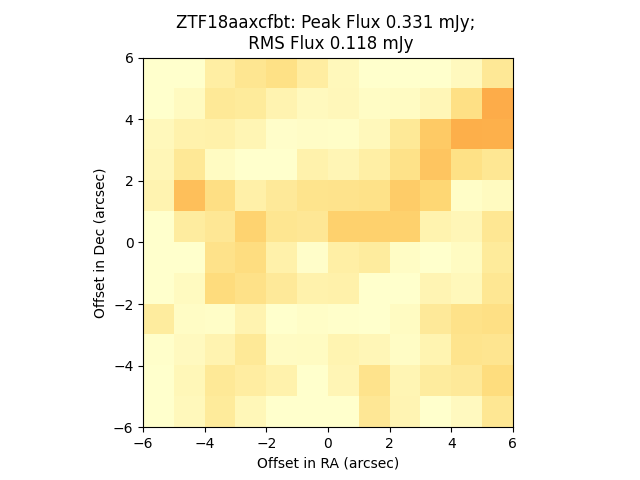 ZTF18aaxcfbt: Peak Flux 0.331 mJy;
RMS Flux 0.118 mJy
6
4
2
0
−2
−4
−6
Offset in Dec (arcsec)
−6 −4 −2 0 2 4 6
Offset in RA (arcsec)